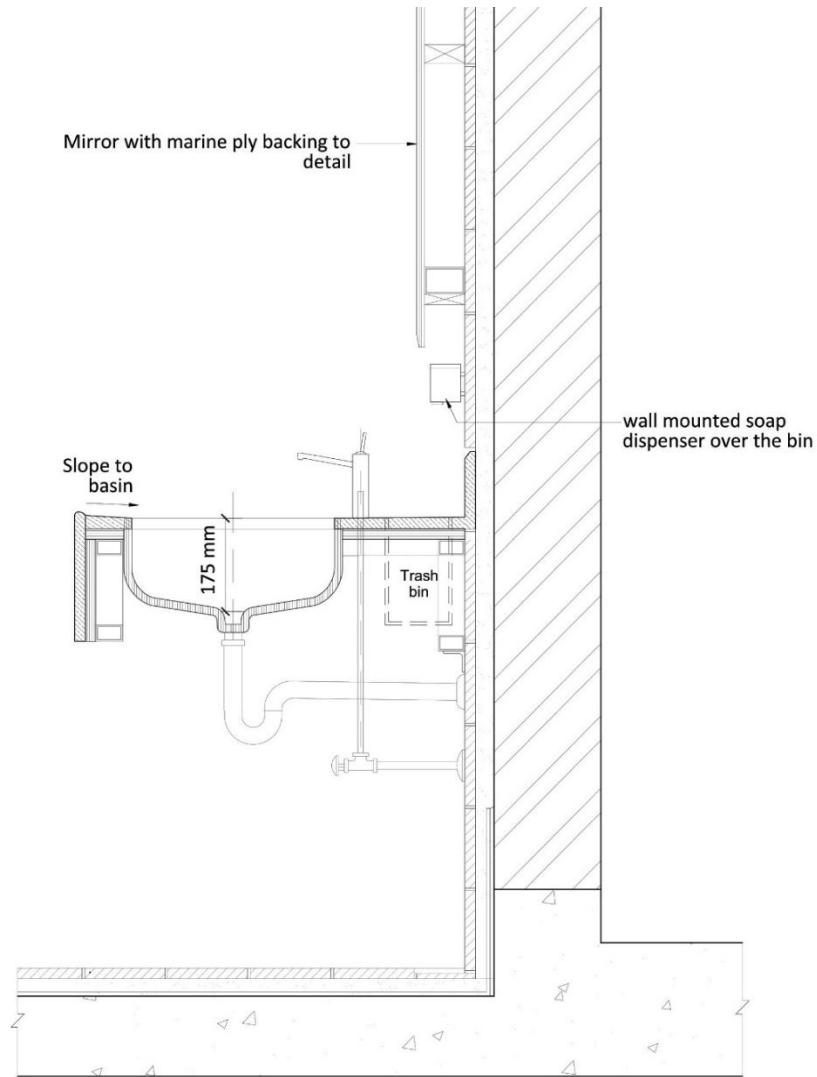 Mirror with marine ply backing to
detail
wall mounted soap
dispenser over the bin
Slope to
basin
175 mm
Trash
bin